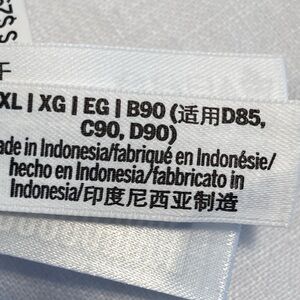 XL | XG | EG | B90 (适用D85,
C90, D90)
ade in Indonesia/fabriqué en Indonésie/
hecho en Indonesia/fabbricato in
Indonesia/印度尼西亚制造